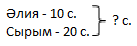 Әлия - 10 с.
Сырым - 20 с.
? с.